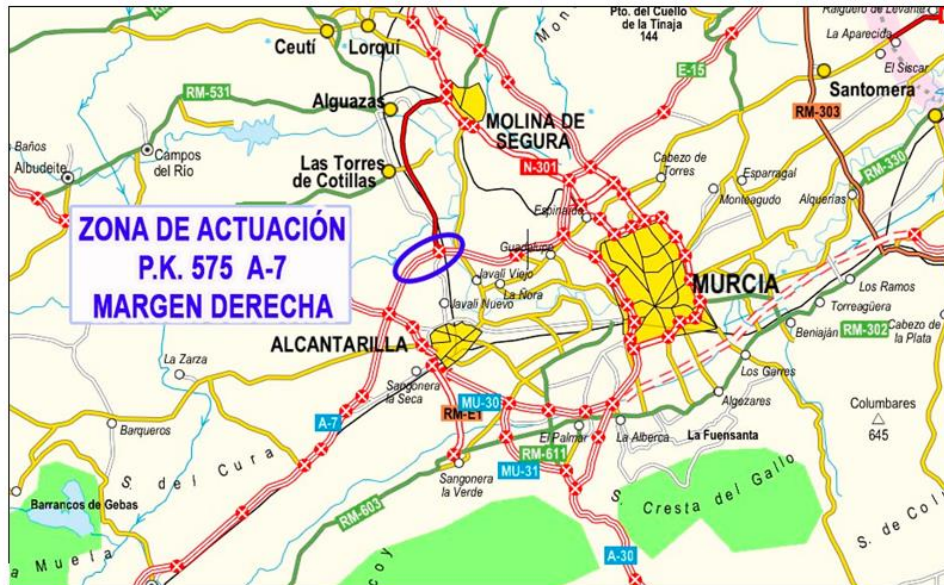 Ceutí
Lorquí
Pto. del Cuello
de la Tinaja
144
Raiguero de Levante
La Aparecida
El Siscar
E-15
Santomera
RM-531
Alguazas
RM-303
MOLINA DE
SEGURA
Baños
Albudeite
Campos
del Río
Las Torres
de Cotillas
N-301
Cabezo de
Torres
Esparragal
Monteagudo
RM-330
Alquerías
ZONA DE ACTUACIÓN
P.K. 575 A-7
MARGEN DERECHA
Espinardo
Guadalupe
Javalí Viejo
La Ñora
Javalí Nuevo
MURCIA
Los Ramos
Torreagüera
Beniaján
RM-302
Cabezo de
la Plata
ALCANTARILLA
La Zarza
Sangonera
la Seca
Los Garres
MU-30
RM-E1
A-7
Algezares
Columbares
645
Barqueros
El Palmar
La Alberca
La Fuensanta
RM-611
MU-31
Sangonera
la Verde
S. del Cura
S. Cresta del Gallo
Barrancos de Gebas
RM-603
A-30
La Muela